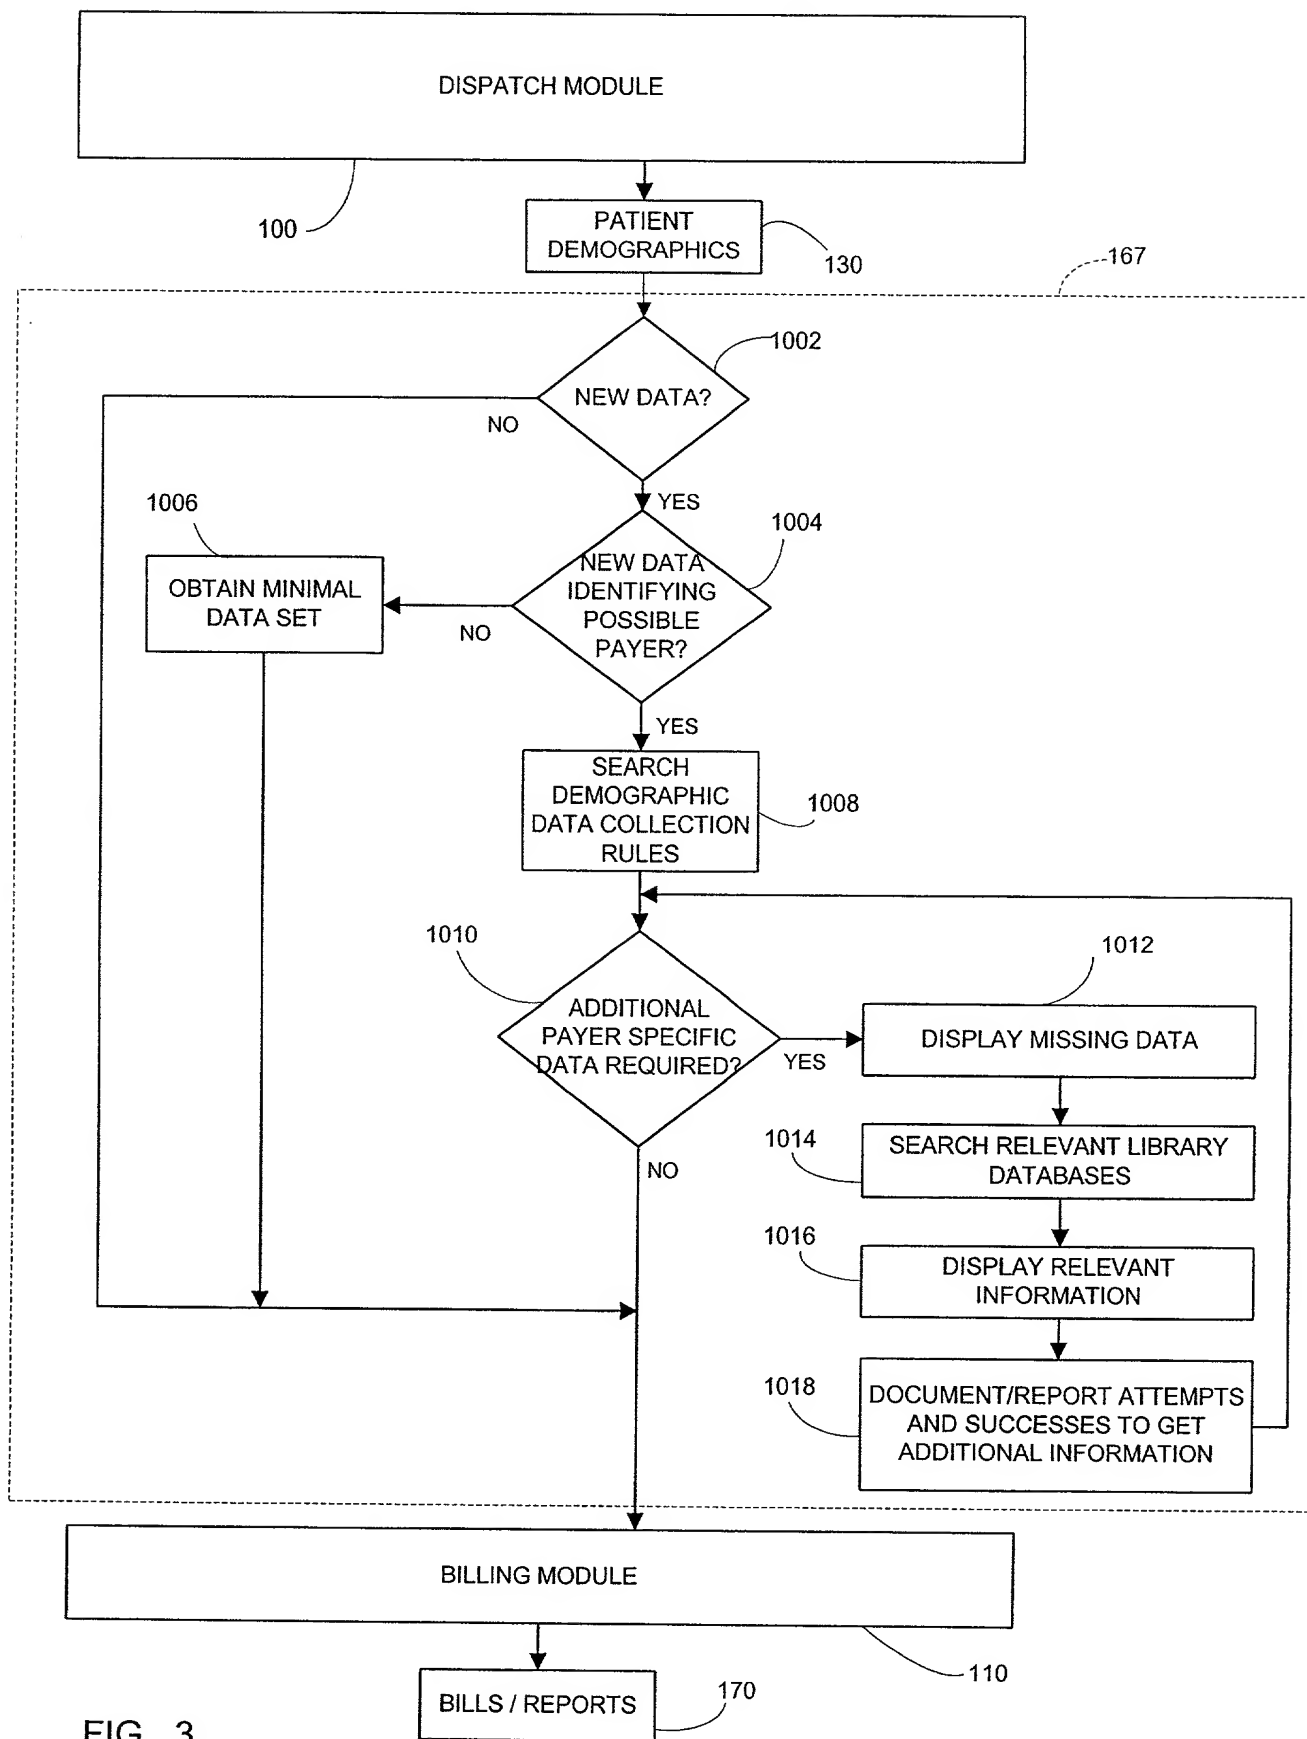 DISPATCH MODULE
100
PATIENT
DEMOGRAPHICS
130
167
1002
NEW DATA?
NO
YES
1006
1004
OBTAIN MINIMAL
DATA SET
NEW DATA
IDENTIFYING
POSSIBLE
PAYER?
NO
YES
SEARCH
DEMOGRAPHIC
DATA COLLECTION
RULES
1008
1010
1012
ADDITIONAL
PAYER SPECIFIC
DATA REQUIRED?
YES
DISPLAY MISSING DATA
NO
1014
SEARCH RELEVANT LIBRARY
DATABASES
1016
DISPLAY RELEVANT
INFORMATION
1018
DOCUMENT/REPORT ATTEMPTS
AND SUCCESSES TO GET
ADDITIONAL INFORMATION
BILLING MODULE
110
BILLS / REPORTS
170
FIG. 3